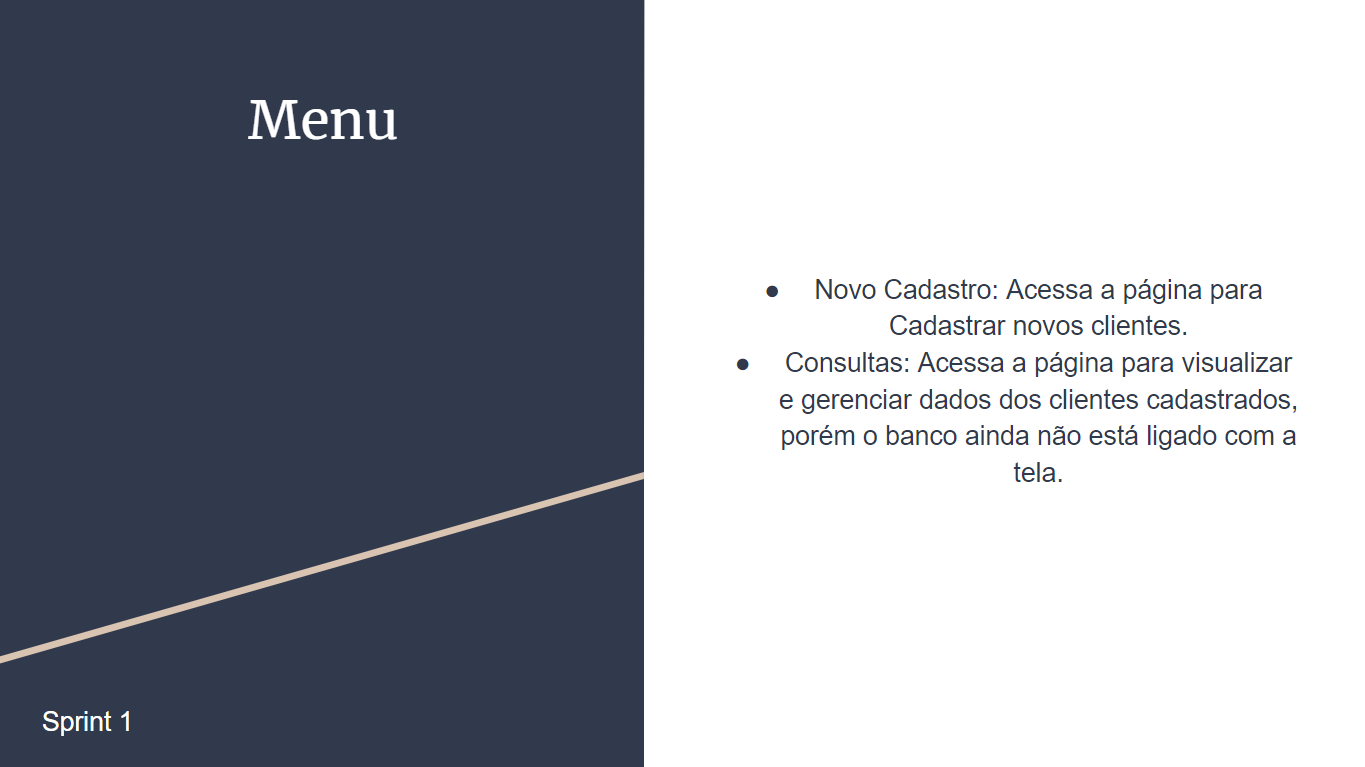 Menu
● Novo Cadastro: Acessa a página para
Cadastrar novos clientes.
● Consultas: Acessa a página para visualizar
e gerenciar dados dos clientes cadastrados,
porém o banco ainda não está ligado com a
tela.
Sprint 1